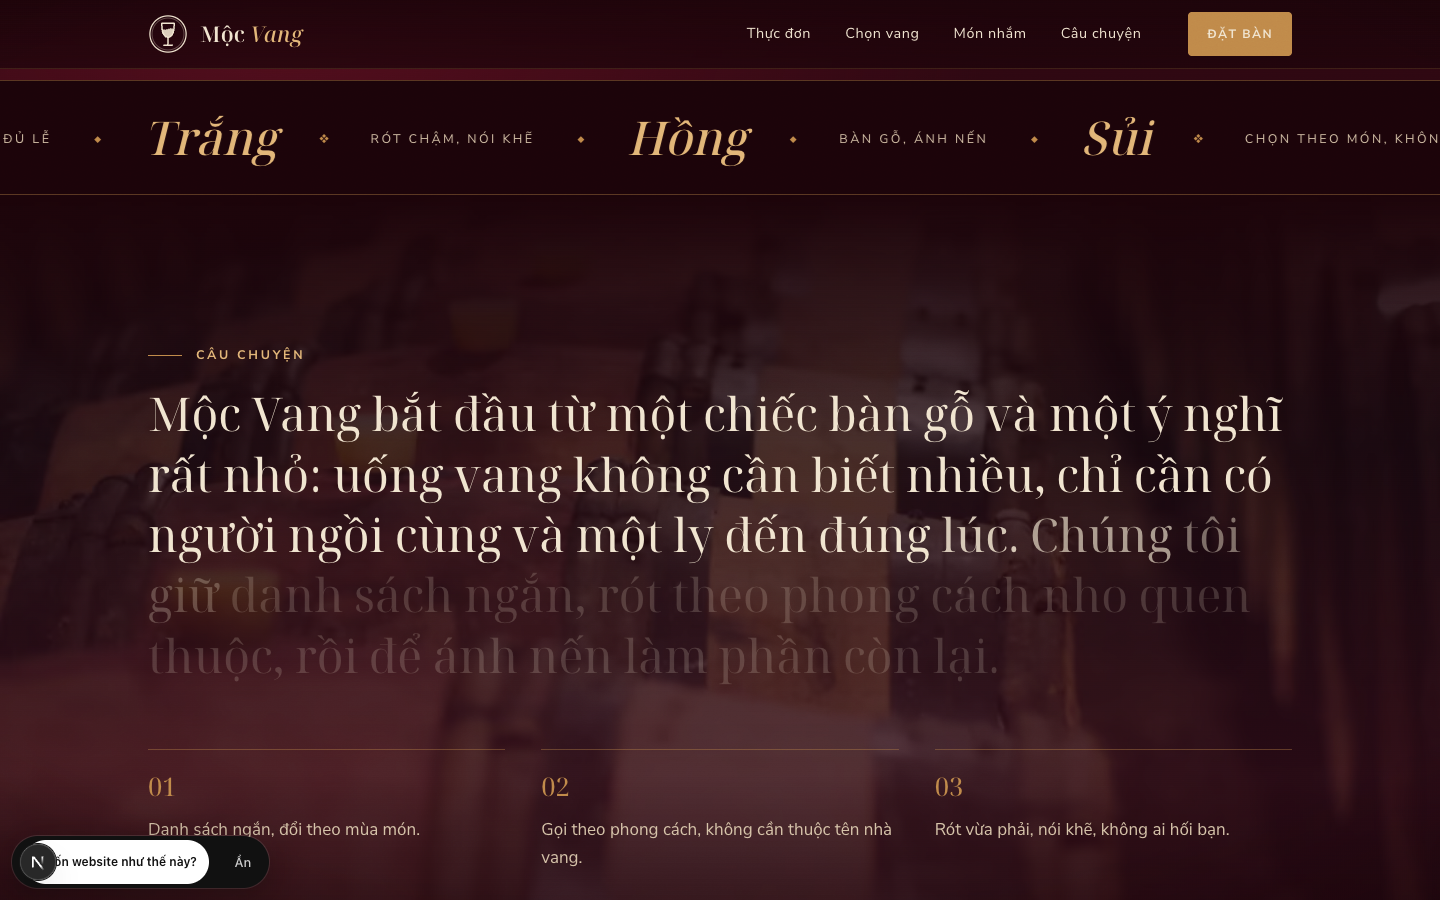 Mộc Vang
Thực đơn
Chọn vang
Món nhắm
Câu chuyện
ĐẶT BÀN
ĐỦ LỄ ◆ Trắng ❖ RÓT CHẬM, NÓI KHẼ ◆ Hồng ◆ BÀN GỖ, ÁNH NẾN ◆ Sủi ❖ CHỌN THEO MÓN, KHÔN
CÂU CHUYỆN
Mộc Vang bắt đầu từ một chiếc bàn gỗ và một ý nghĩ
rất nhỏ: uống vang không cần biết nhiều, chỉ cần có
người ngồi cùng và một ly đến đúng lúc. Chúng tôi
giữ danh sách ngắn, rót theo phong cách nho quen
thuộc, rồi để ánh nến làm phần còn lại.
01
Danh sách ngắn, đổi theo mùa món.
02
Gọi theo phong cách, không cần thuộc tên nhà
vang.
03
Rót vừa phải, nói khẽ, không ai hối bạn.
website như thế này?
Ẩn